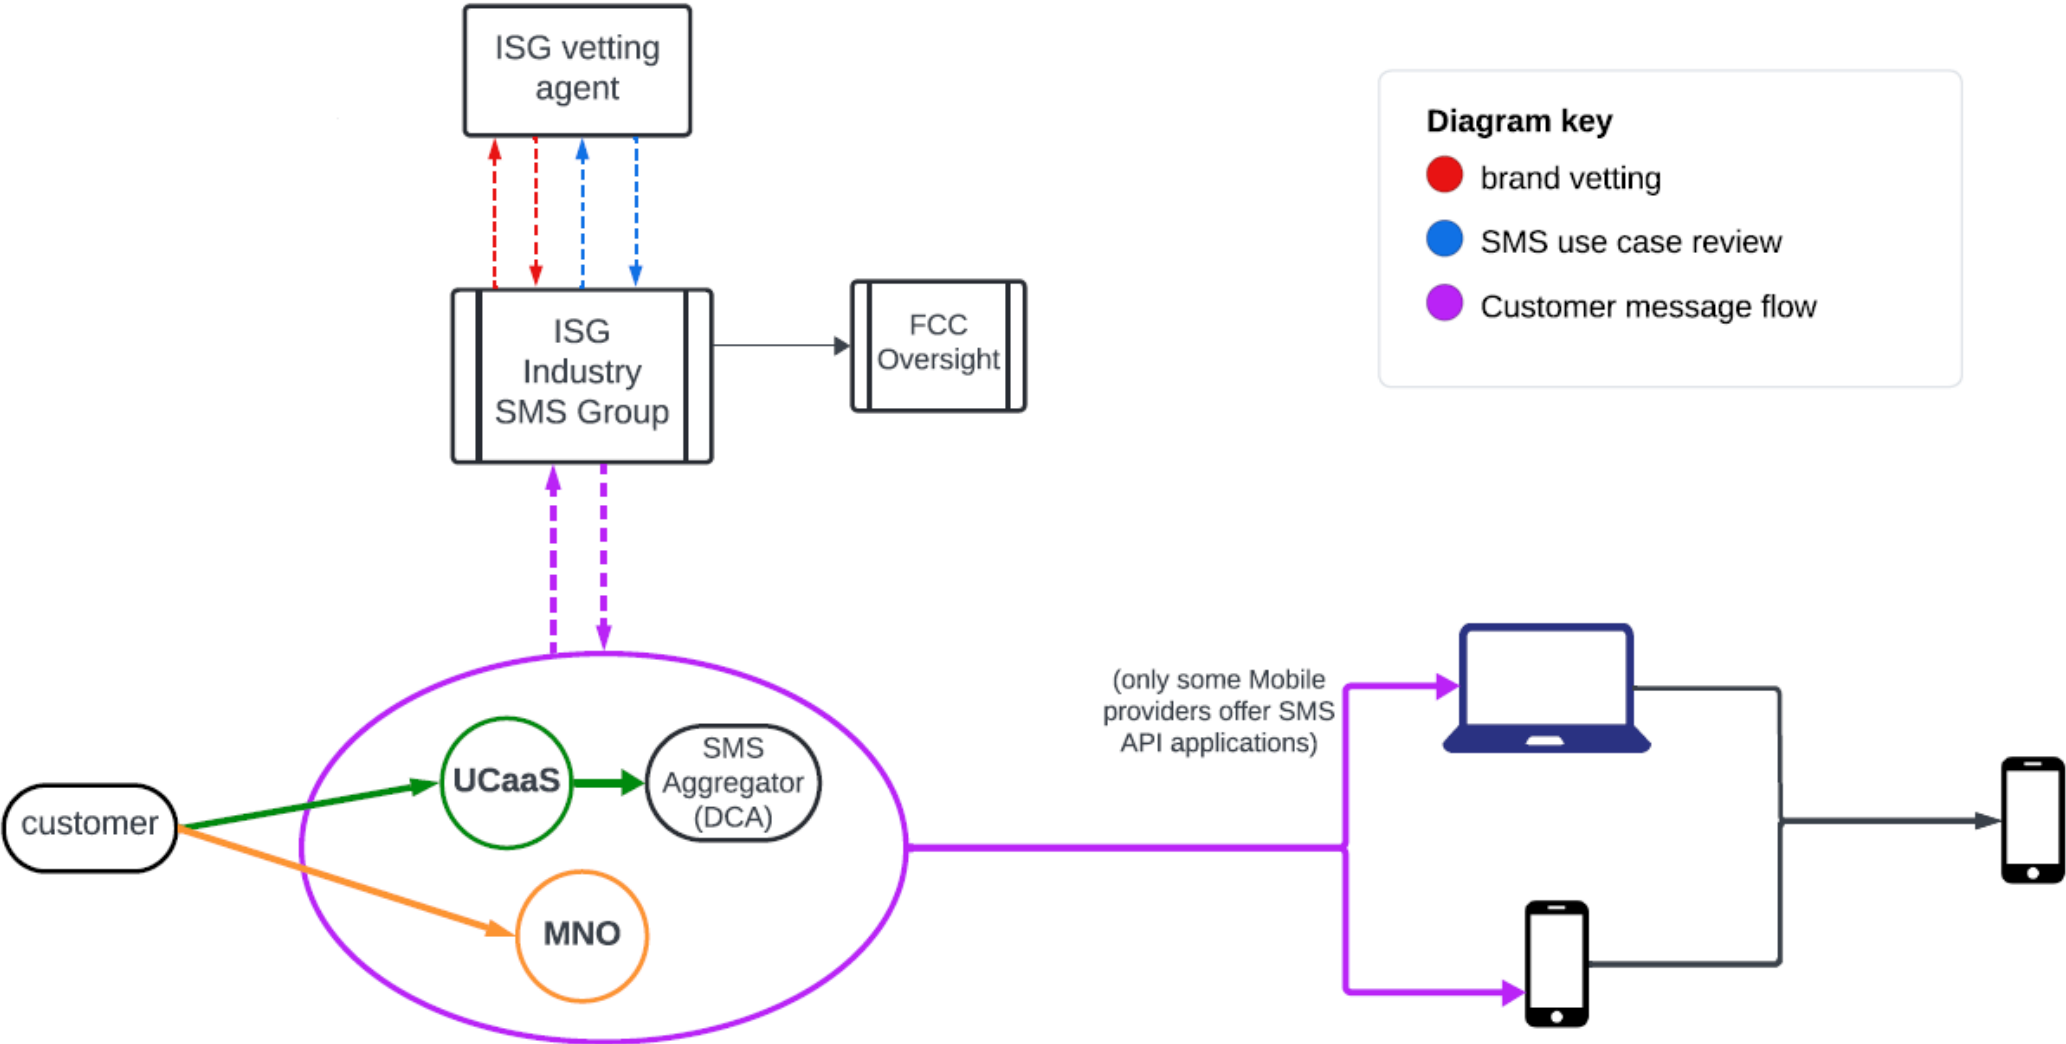 ISG vetting
agent
Diagram key
brand vetting
SMS use case review
Customer message flow
ISG
Industry
SMS Group
FCC
Oversight
(only some Mobile
providers offer SMS
API applications)
customer
UCaaS
SMS
Aggregator
(DCA)
MNO